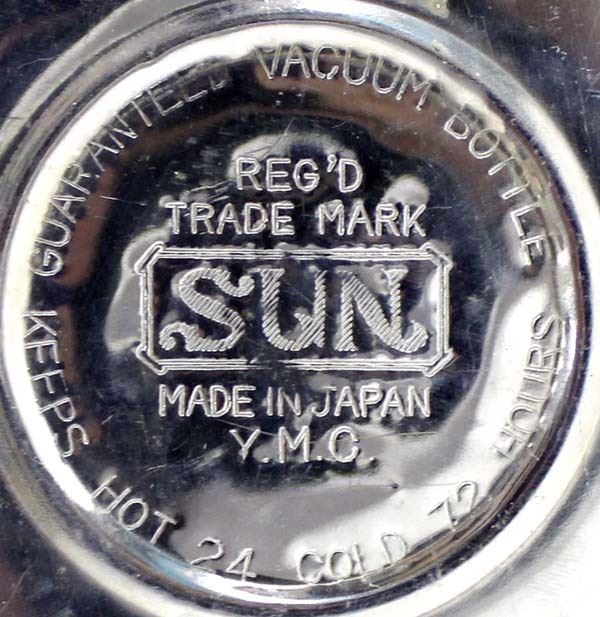 GUARANTEED VACUUM BOTTLE
REG'D
TRADE MARK
SUN
MADE IN JAPAN
Y.M.C.
KEEPS HOT 24 COLD 72 HOURS